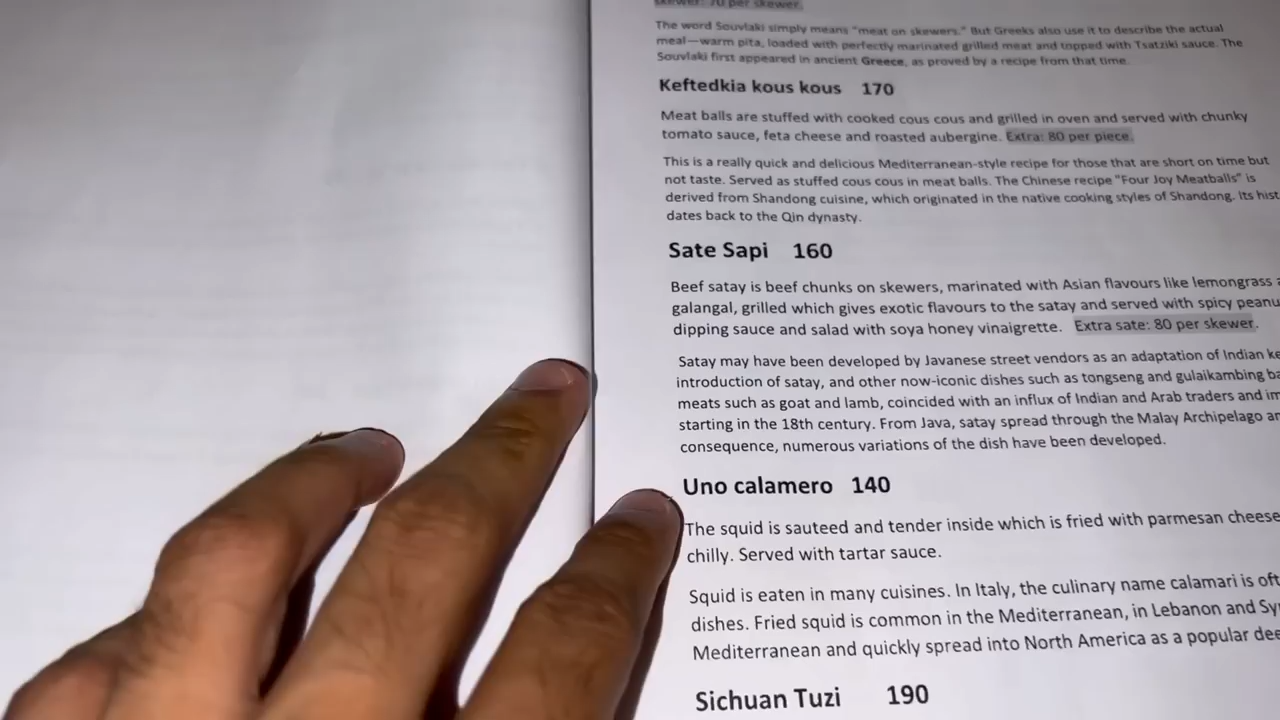 skewer: 70 per skewer.
The word Souvlaki simply means "meat on skewers." But Greeks also use it to describe the actual
meal—warm pita, loaded with perfectly marinated grilled meat and topped with Tsatziki sauce. The
Souvlaki first appeared in ancient Greece, as proved by a recipe from that time.
Keftedkia kous kous 170
Meat balls are stuffed with cooked cous cous and grilled in oven and served with chunky
tomato sauce, feta cheese and roasted aubergine. Extra: 80 per piece.
This is a really quick and delicious Mediterranean-style recipe for those that are short on time but
not taste. Served as stuffed cous cous in meat balls. The Chinese recipe "Four Joy Meatballs" is
derived from Shandong cuisine, which originated in the native cooking styles of Shandong. Its hist
dates back to the Qin dynasty.
Sate Sapi 160
Beef satay is beef chunks on skewers, marinated with Asian flavours like lemongrass
galangal, grilled which gives exotic flavours to the satay and served with spicy peanu
dipping sauce and salad with soya honey vinaigrette. Extra sate: 80 per skewer.
Satay may have been developed by Javanese street vendors as an adaptation of Indian ke
introduction of satay, and other now-iconic dishes such as tongseng and gulaikambing ba
meats such as goat and lamb, coincided with an influx of Indian and Arab traders and im
starting in the 18th century. From Java, satay spread through the Malay Archipelago an
consequence, numerous variations of the dish have been developed.
Uno calamero 140
The squid is sauteed and tender inside which is fried with parmesan cheese
chilly. Served with tartar sauce.
Squid is eaten in many cuisines. In Italy, the culinary name calamari is oft
dishes. Fried squid is common in the Mediterranean, in Lebanon and Sy
Mediterranean and quickly spread into North America as a popular dee
Sichuan Tuzi 190